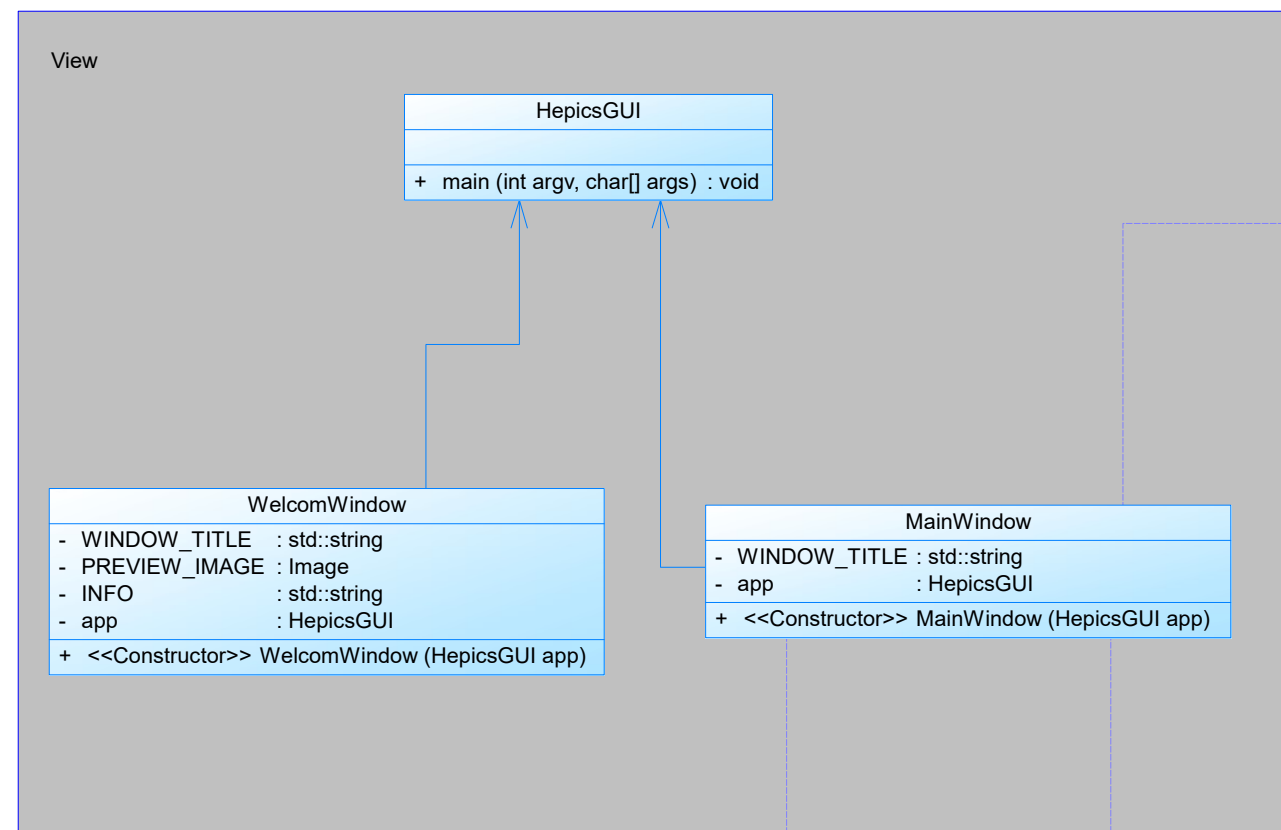 View
HepicsGUI
+ main (int argv, char[] args) : void
WelcomWindow
- WINDOW_TITLE : std::string
- PREVIEW_IMAGE : Image
- INFO : std::string
- app : HepicsGUI
+ <<Constructor>> WelcomWindow (HepicsGUI app)
MainWindow
- WINDOW_TITLE : std::string
- app : HepicsGUI
+ <<Constructor>> MainWindow (HepicsGUI app)